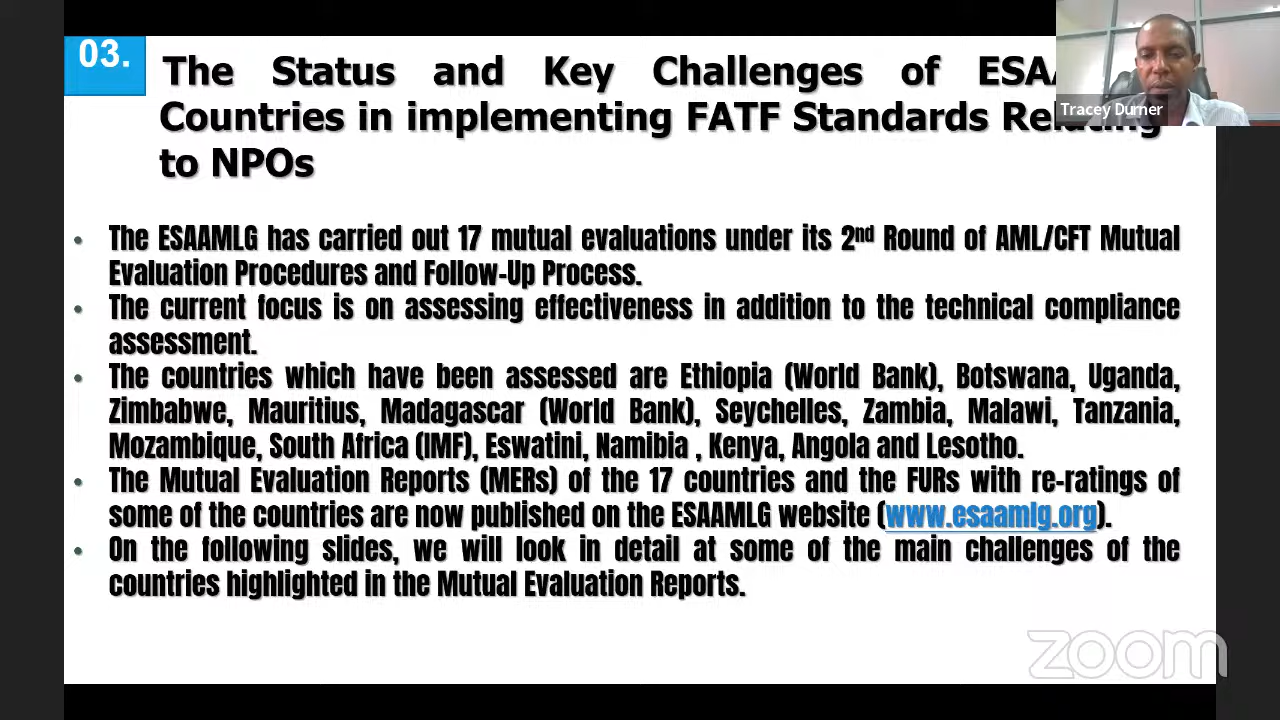 03.
The Status and Key Challenges of
Countries in implementing FATF Standards
to NPOs
Tracey Durner
• The ESAAMLG has carried out 17 mutual evaluations under its 2nd Round of AML/CFT Mutual
Evaluation Procedures and Follow-Up Process.
• The current focus is on assessing effectiveness in addition to the technical compliance
assessment.
• The countries which have been assessed are Ethiopia (World Bank), Botswana, Uganda,
Zimbabwe, Mauritius, Madagascar (World Bank), Seychelles, Zambia, Malawi, Tanzania,
Mozambique, South Africa (IMF), Eswatini, Namibia , Kenya, Angola and Lesotho.
• The Mutual Evaluation Reports (MERs) of the 17 countries and the FURs with re-ratings of
some of the countries are now published on the ESAAMLG website (www.esaamlg.org).
• On the following slides, we will look in detail at some of the main challenges of the
countries highlighted in the Mutual Evaluation Reports.
zoom